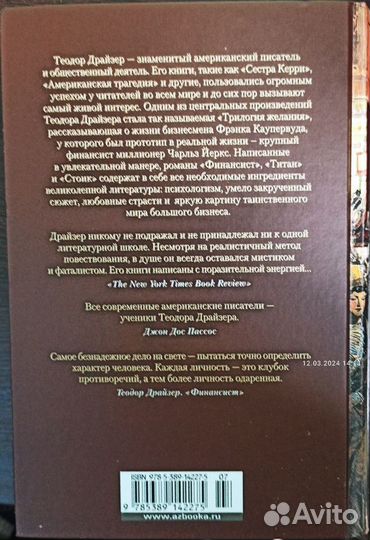 Теодор Драйзер — знаменитый американский писатель
и общественный деятель. Его книги, такие как «Сестра Керри»,
«Американская трагедия» и другие, пользовались огромным
успехом у читателей во всем мире и до сих пор вызывают
самый живой интерес. Одним из центральных произведений
Теодора Драйзера стала так называемая «Трилогия желания»,
рассказывающая о жизни бизнесмена Фрэнка Каупервуда,
у которого был прототип в реальной жизни — крупный
финансист миллионер Чарльз Йеркс. Написанные
в увлекательной манере, романы «Финансист», «Титан»
и «Стоик» содержат в себе все необходимые ингредиенты
великолепной литературы: психологизм, умело закрученный
сюжет, любовные страсти и яркую картину таинственного
мира большого бизнеса.
Драйзер никому не подражал и не принадлежал ни к одной
литературной школе. Несмотря на реалистичный метод
повествования, в душе он всегда оставался мистиком
и фаталистом. Его книги написаны с поразительной энергией...
«The New York Times Book Review»
Все современные американские писатели —
ученики Теодора Драйзера.
Джон Дос Пассос
12.03.2024 14:
Самое безнадежное дело на свете — пытаться точно определить
характер человека. Каждая личность — это клубок
противоречий, а тем более личность одаренная.
Теодор Драйзер. «Финансист»
ISBN 978-5-389-14227-5
07
9 785389 142275
www.azbooka.ru
Avito